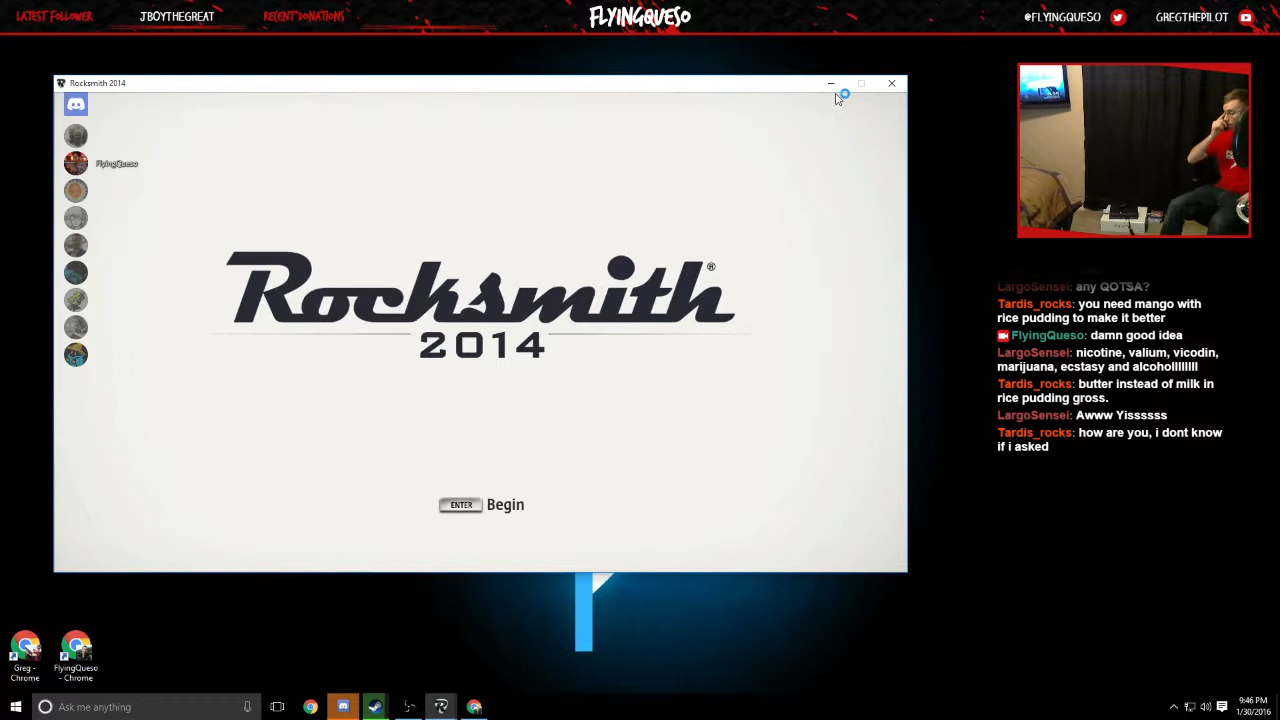 LATEST FOLLOWER
JBOYTHEGREAT
RECENT DONATIONS
FLYINGQUESO
@FLYINGQUESO
GREGTHEPILOT
Rocksmith 2014
FlyingQueso
Rocksmith®
2014
ENTER Begin
LargoSensei: any QOTSA?
Tardis_rocks: you need mango with
rice pudding to make it better
FlyingQueso: damn good idea
LargoSensei: nicotine, valium, vicodin,
marijuana, ecstasy and alcohollllllll
Tardis_rocks: butter instead of milk in
rice pudding gross.
LargoSensei: Awww Yissssss
Tardis_rocks: how are you, i dont know
if i asked
Greg -
Chrome
FlyingQueso
- Chrome
Ask me anything
9:46 PM
1/30/2016